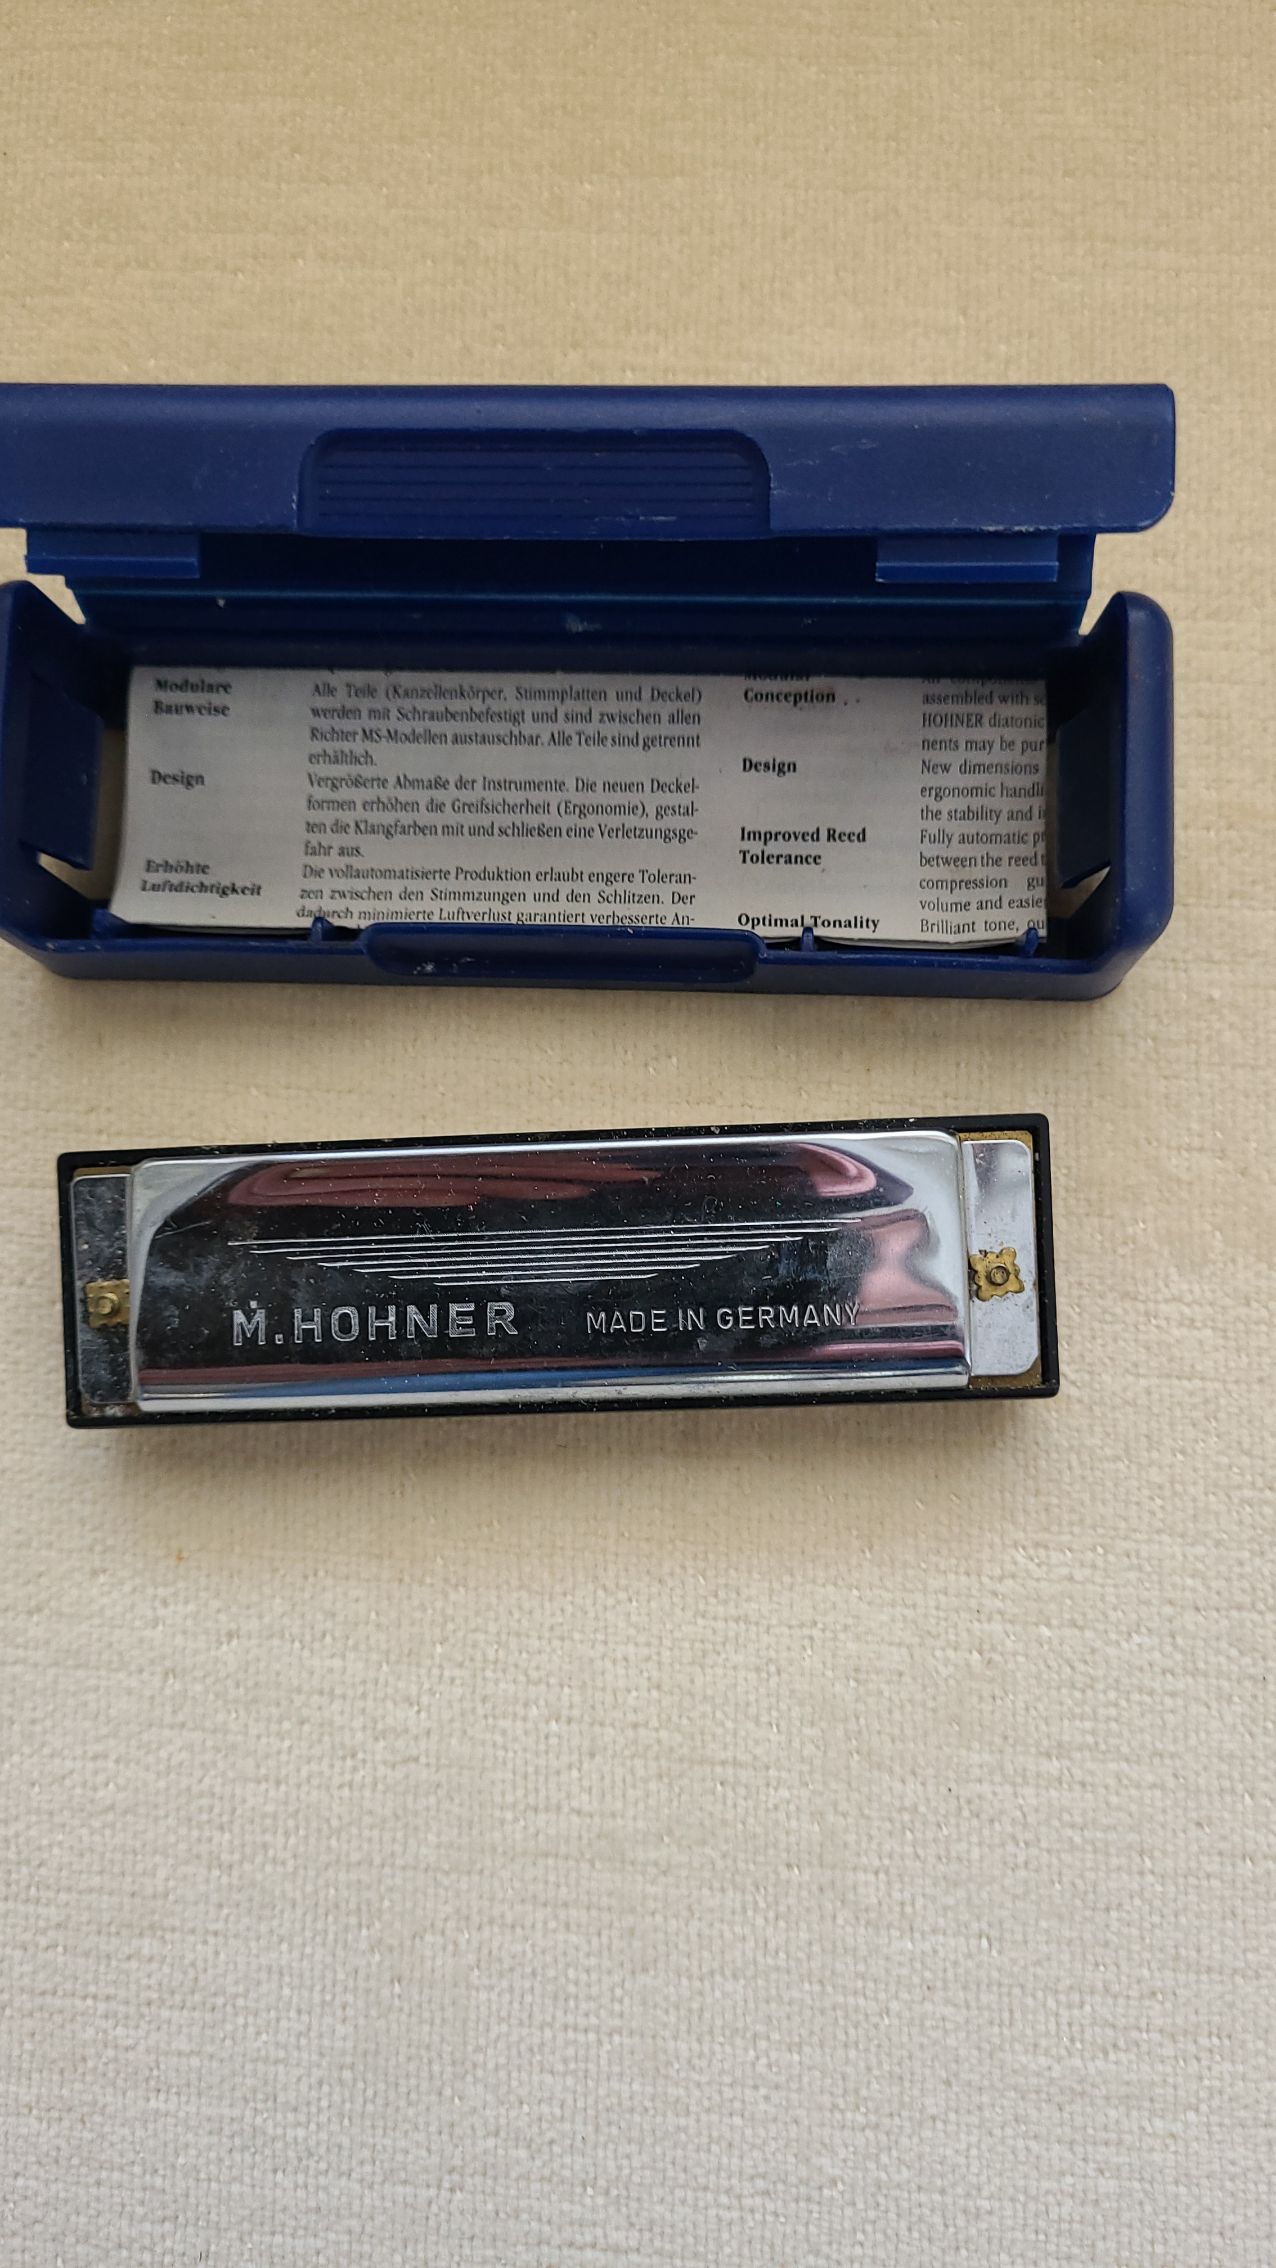 Modulare
Bauweise
Alle Teile (Kanzellenkörper, Stimmplatten und Deckel)
werden mit Schraubenbefestigt und sind zwischen allen
Richter MS-Modellen austauschbar. Alle Teile sind getrennt
erhältlich.
Design
Vergrößerte Abmaße der Instrumente. Die neuen Deckel-
formen erhöhen die Greifsicherheit (Ergonomie), gestal-
ten die Klangfarben mit und schließen eine Verletzungsge-
fahr aus.
Erhöhte
Luftdichtigkeit
Die vollautomatisierte Produktion erlaubt engere Toleran-
zen zwischen den Stimmzungen und den Schlitzen. Der
dadurch minimierte Luftverlust garantiert verbesserte An-
Modular
Conception . .
assembled with
HOHNER diatonic
nents may be
Design
New dimensions
ergonomic
the stability and
Improved Reed
Tolerance
Fully automatic
between the reed
compression
volume and easie
Optimal Tonality
Brilliant tone,
M. HOHNER MADE IN GERMANY